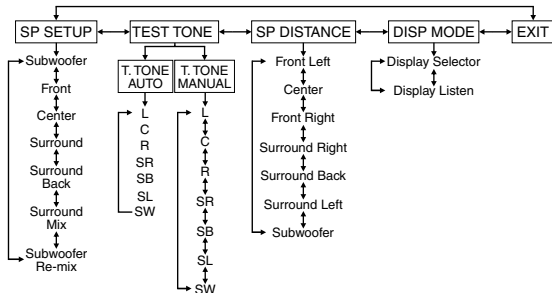 SP SETUP
TEST TONE
SP DISTANCE
DISP MODE
EXIT
Subwoofer
Front
Center
Surround
Surround
Back
Surround
Mix
Subwoofer
Re-mix
T. TONE
AUTO
L
C
R
SR
SB
SL
SW
T. TONE
MANUAL
L
C
R
SR
SB
SL
SW
Front Left
Center
Front Right
Surround Right
Surround Back
Surround Left
Subwoofer
Display Selector
Display Listen